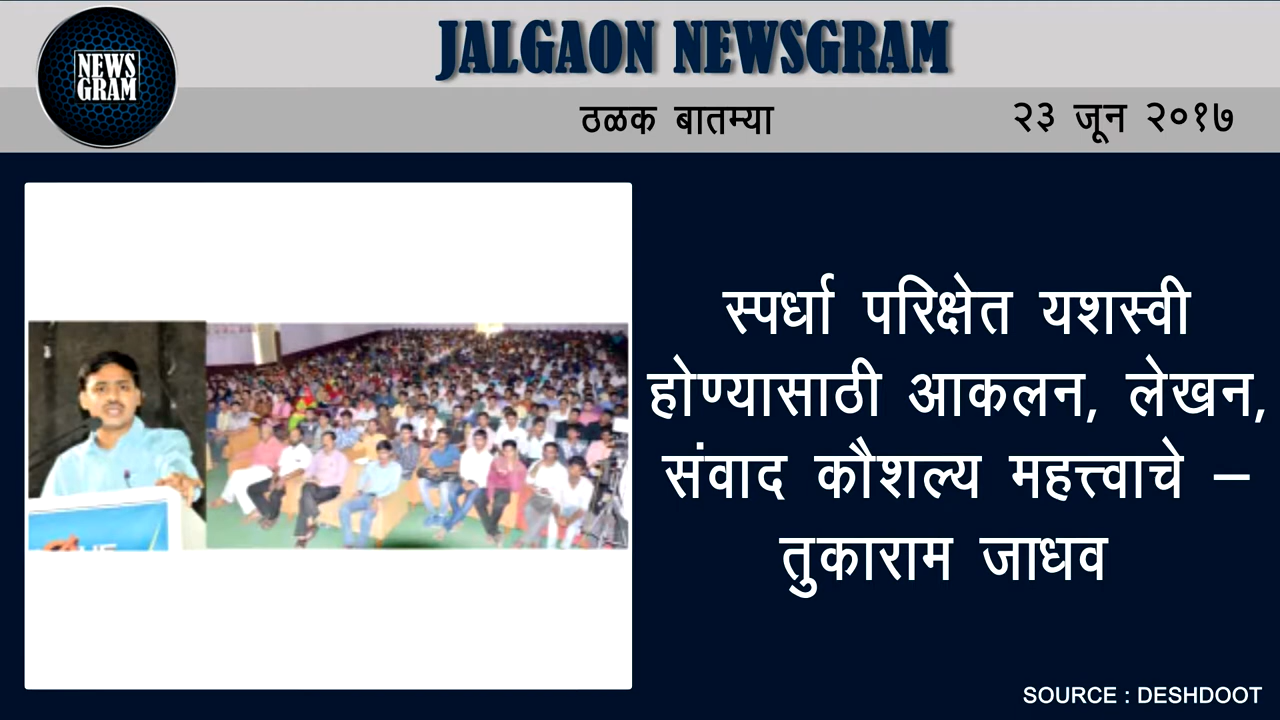 NEWS
GRAM
JALGAON NEWSGRAM
ठळक बातम्या
२३ जून २०१७
स्पर्धा परिक्षेत यशस्वी
होण्यासाठी आकलन, लेखन,
संवाद कौशल्य महत्त्वाचे –
तुकाराम जाधव
SOURCE : DESHDOOT